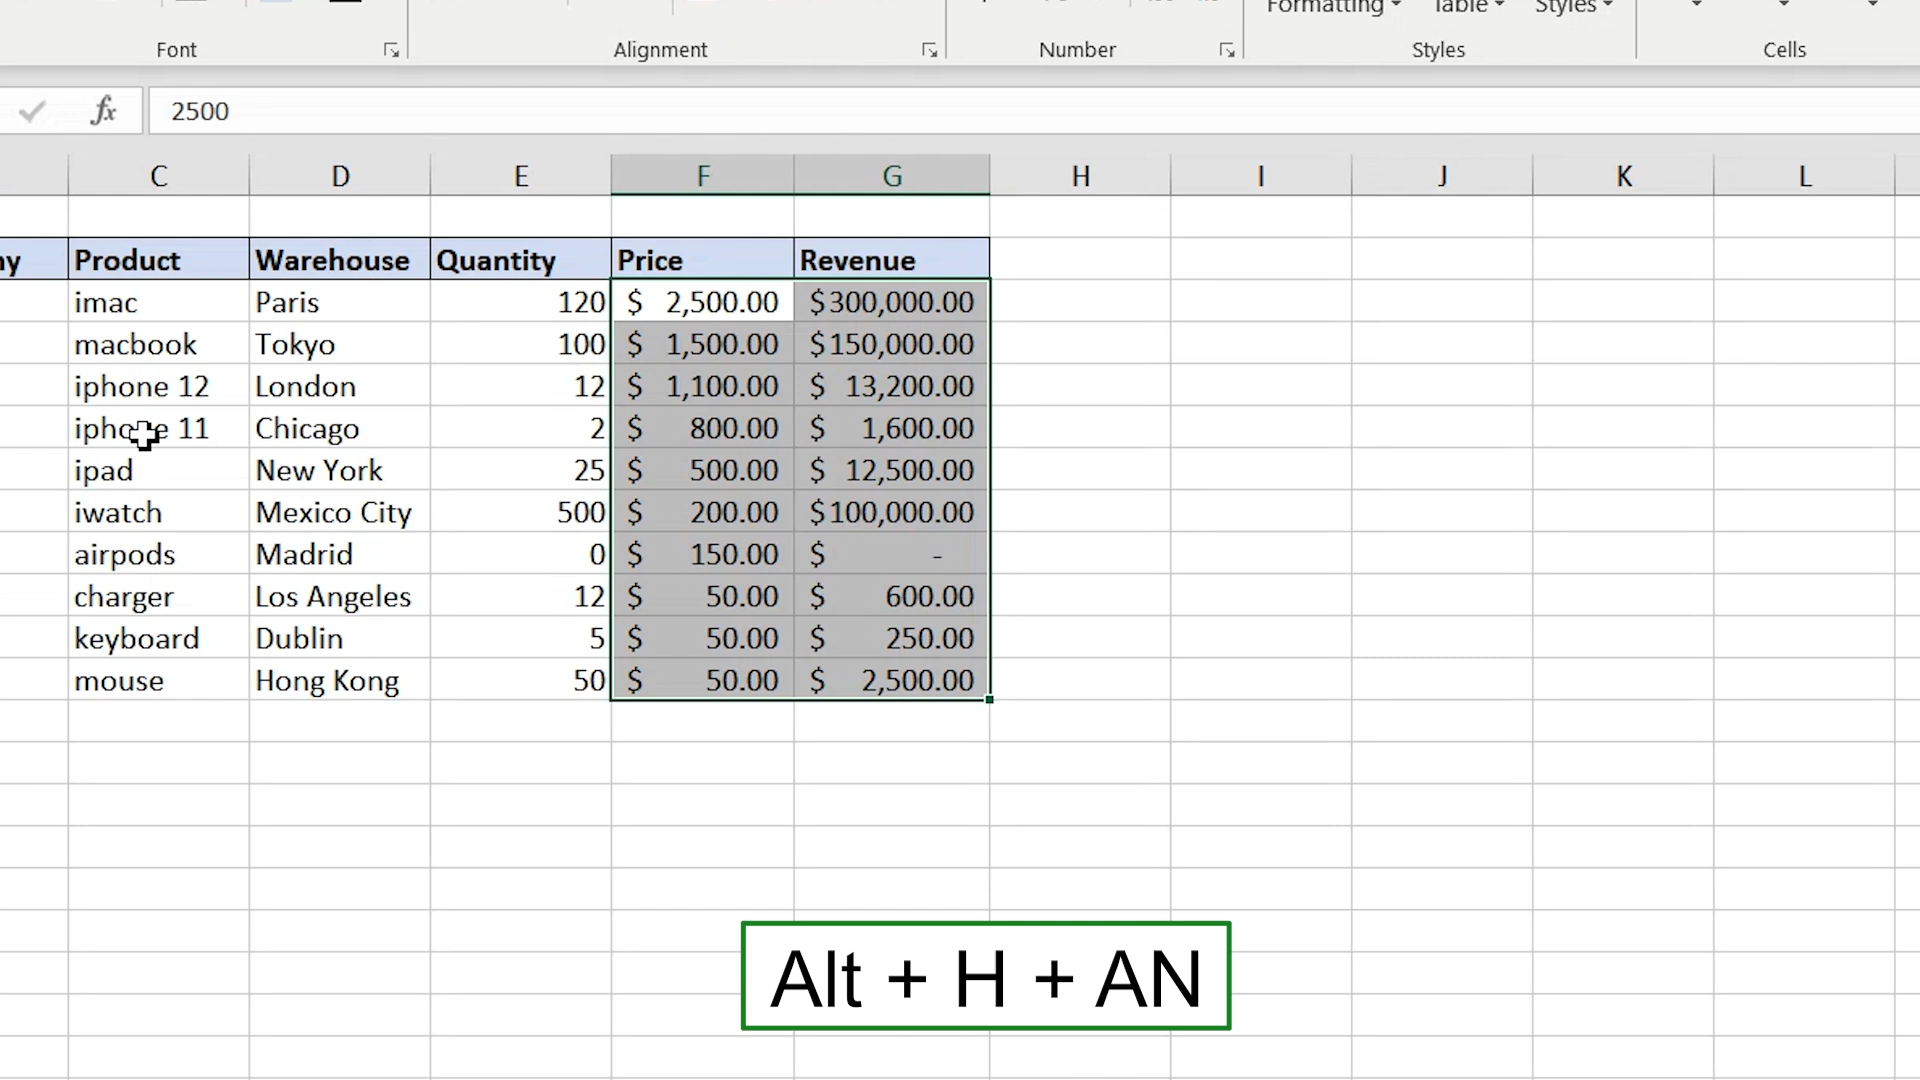 Formatting Table Styles
Font Alignment Number Styles Cells
fx 2500
C D E F G H I J K L
ny Product Warehouse Quantity Price Revenue
imac Paris 120 $ 2,500.00 $300,000.00
macbook Tokyo 100 $ 1,500.00 $150,000.00
iphone 12 London 12 $ 1,100.00 $ 13,200.00
iphone 11 Chicago 2 $ 800.00 $ 1,600.00
ipad New York 25 $ 500.00 $ 12,500.00
iwatch Mexico City 500 $ 200.00 $100,000.00
airpods Madrid 0 $ 150.00 $ -
charger Los Angeles 12 $ 50.00 $ 600.00
keyboard Dublin 5 $ 50.00 $ 250.00
mouse Hong Kong 50 $ 50.00 $ 2,500.00
Alt + H + AN